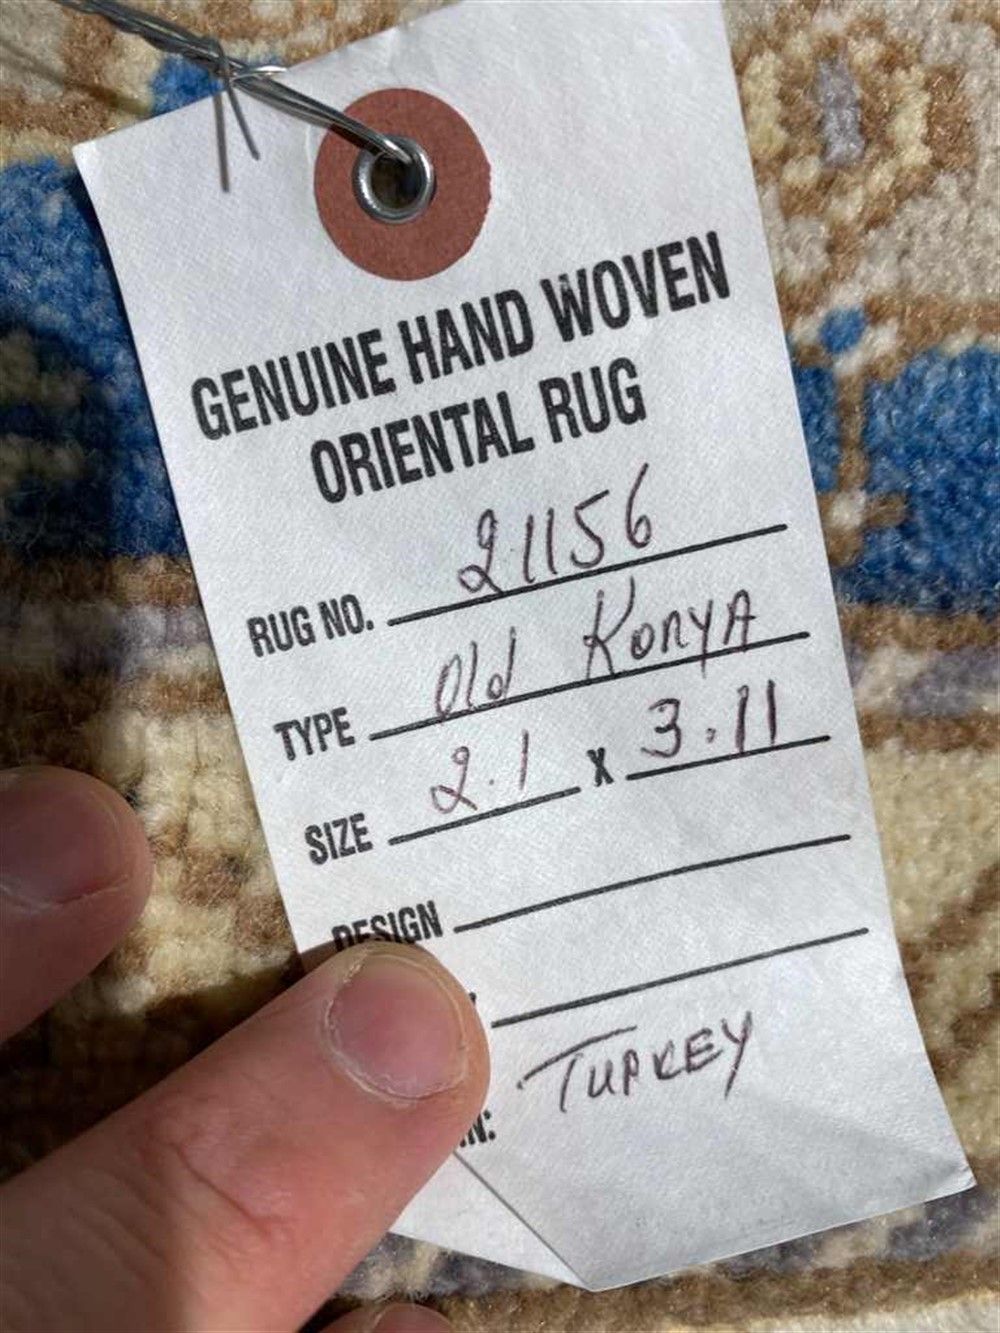 GENUINE HAND WOVEN
ORIENTAL RUG
RUG NO. 21156
TYPE Old KonyA
SIZE 2.1 x 3.11
DESIGN
N: TURKEY